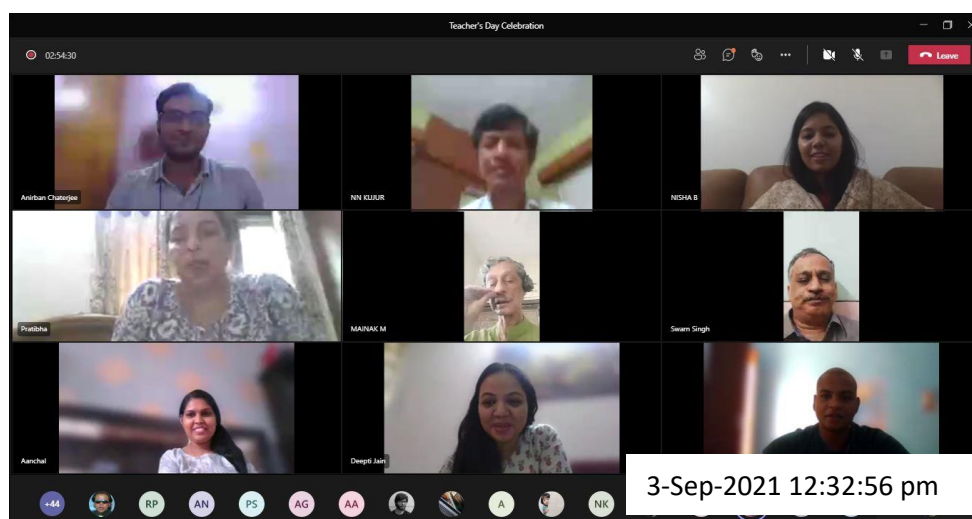 Teacher's Day Celebration
02:54:30
Leave
Anirban Chaterjee
NN KUJUR
NISHA B
Pratibha
MAINAK M
Swarn Singh
Aanchal
Deepti Jain
+44 RP AN PS AG AA A NK
3-Sep-2021 12:32:56 pm